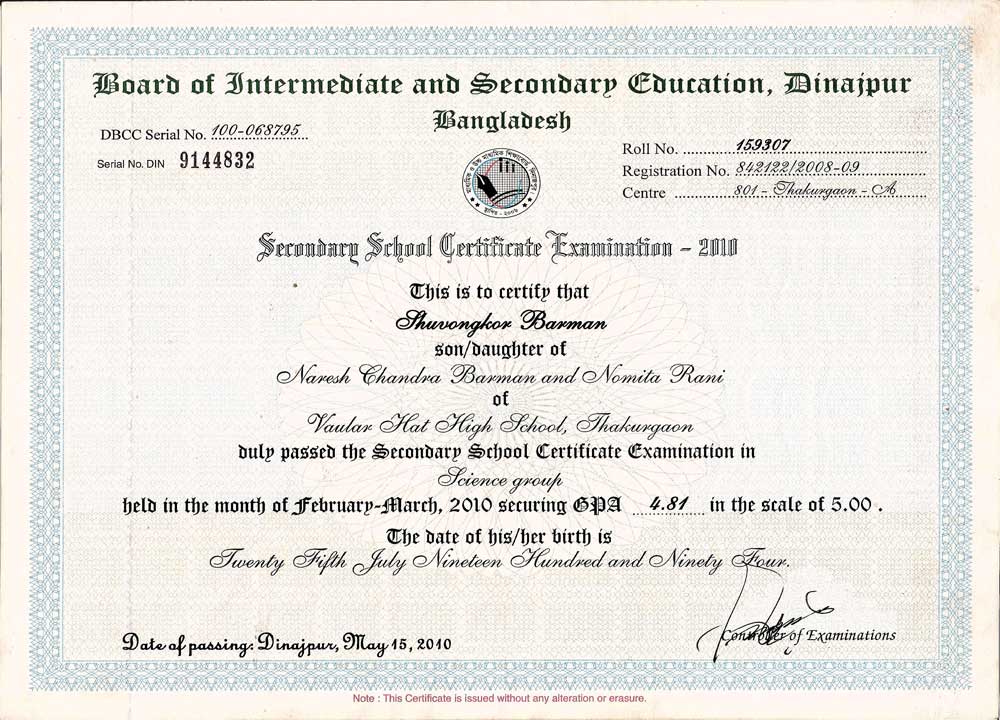 Board of Intermediate and Secondary Education, Dinajpur
Bangladesh
DBCC Serial No. 100-068795
Serial No. DIN 9144832
Roll No. 159307
Registration No. 842122/2008-09
Centre 801 - Thakurgaon - A
Secondary School Certificate Examination - 2010
This is to certify that
Shuvongkor Barman
son/daughter of
Naresh Chandra Barman and Nomita Rani
of
Vaular Hat High School, Thakurgaon
duly passed the Secondary School Certificate Examination in
Science group
held in the month of February-March, 2010 securing GPA 4.81 in the scale of 5.00 .
The date of his/her birth is
Twenty Fifth July Nineteen Hundred and Ninety Four.
Date of passing: Dinajpur, May 15, 2010
Controller of Examinations
Note : This Certificate is issued without any alteration or erasure.